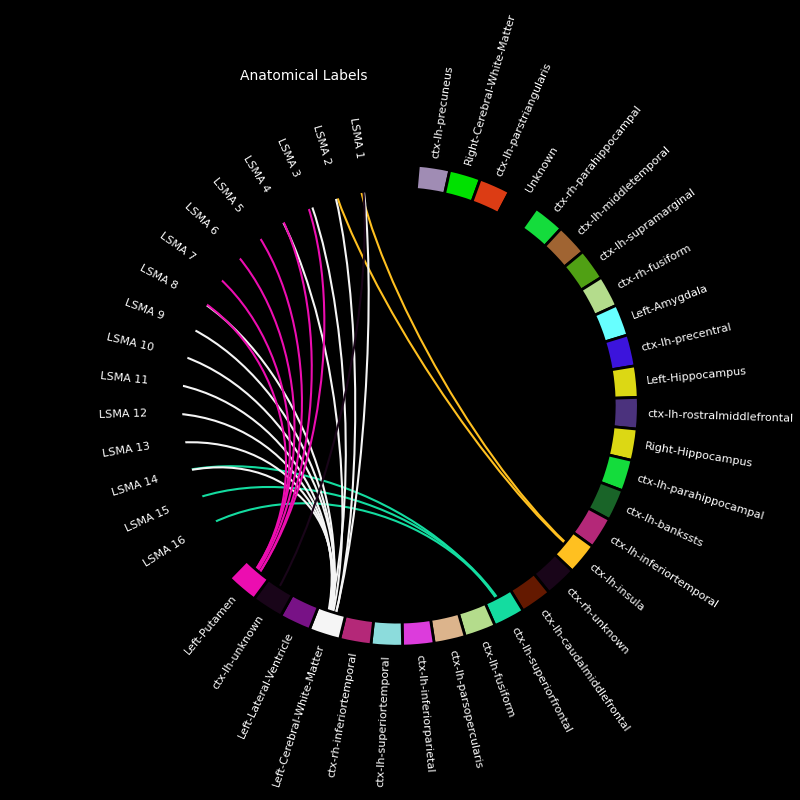 Anatomical Labels
ctx-lh-precuneus
Right-Cerebral-White-Matter
ctx-lh-parstriangularis
Unknown
ctx-rh-parahippocampal
ctx-lh-middletemporal
ctx-lh-supramarginal
ctx-rh-fusiform
Left-Amygdala
ctx-lh-precentral
Left-Hippocampus
ctx-lh-rostralmiddlefrontal
Right-Hippocampus
ctx-lh-parahippocampal
ctx-lh-bankssts
ctx-lh-inferiortemporal
ctx-lh-insula
ctx-rh-unknown
ctx-lh-caudalmiddlefrontal
ctx-lh-superiorfrontal
ctx-lh-fusiform
ctx-lh-parsopercularis
ctx-lh-inferiorparietal
ctx-lh-superiortemporal
ctx-rh-inferiortemporal
Left-Cerebral-White-Matter
Left-Lateral-Ventricle
ctx-lh-unknown
Left-Putamen
LSMA 16
LSMA 15
LSMA 14
LSMA 13
LSMA 12
LSMA 11
LSMA 10
LSMA 9
LSMA 8
LSMA 7
LSMA 6
LSMA 5
LSMA 4
LSMA 3
LSMA 2
LSMA 1